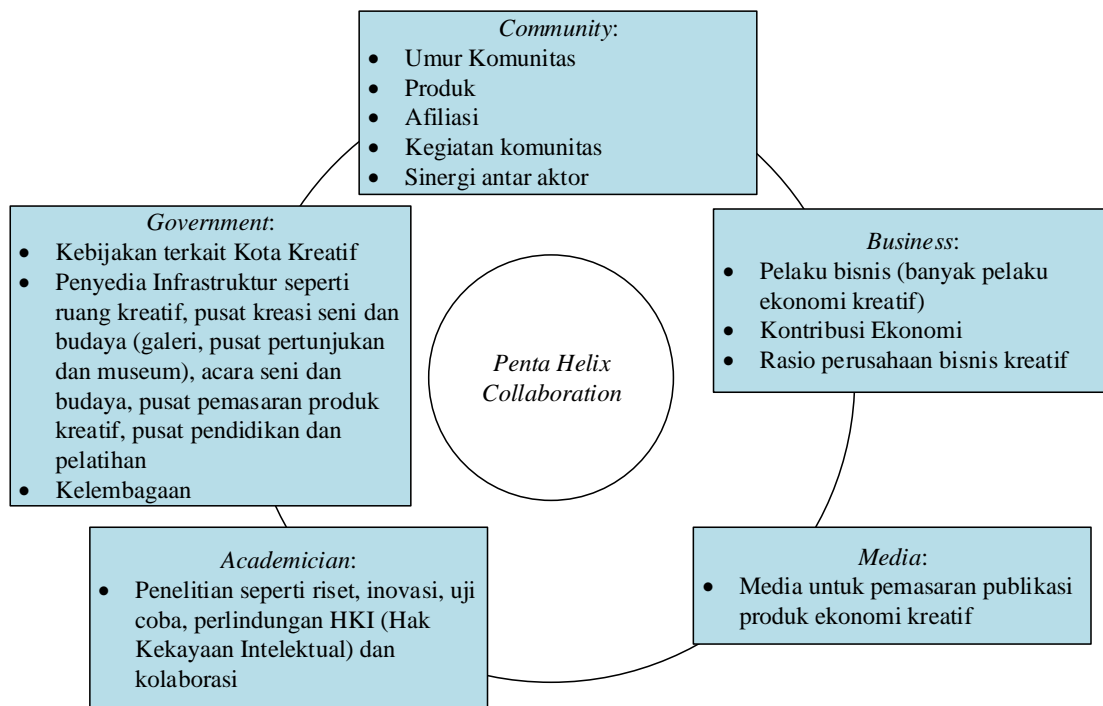 Community:
• Umur Komunitas
• Produk
• Afiliasi
• Kegiatan komunitas
• Sinergi antar aktor
Government:
• Kebijakan terkait Kota Kreatif
• Penyedia Infrastruktur seperti
ruang kreatif, pusat kreasi seni dan
budaya (galeri, pusat pertunjukan
dan museum), acara seni dan
budaya, pusat pemasaran produk
kreatif, pusat pendidikan dan
pelatihan
• Kelembagaan
Business:
• Pelaku bisnis (banyak pelaku
ekonomi kreatif)
• Kontribusi Ekonomi
• Rasio perusahaan bisnis kreatif
Penta Helix
Collaboration
Academician:
• Penelitian seperti riset, inovasi, uji
coba, perlindungan HKI (Hak
Kekayaan Intelektual) dan
kolaborasi
Media:
• Media untuk pemasaran publikasi
produk ekonomi kreatif